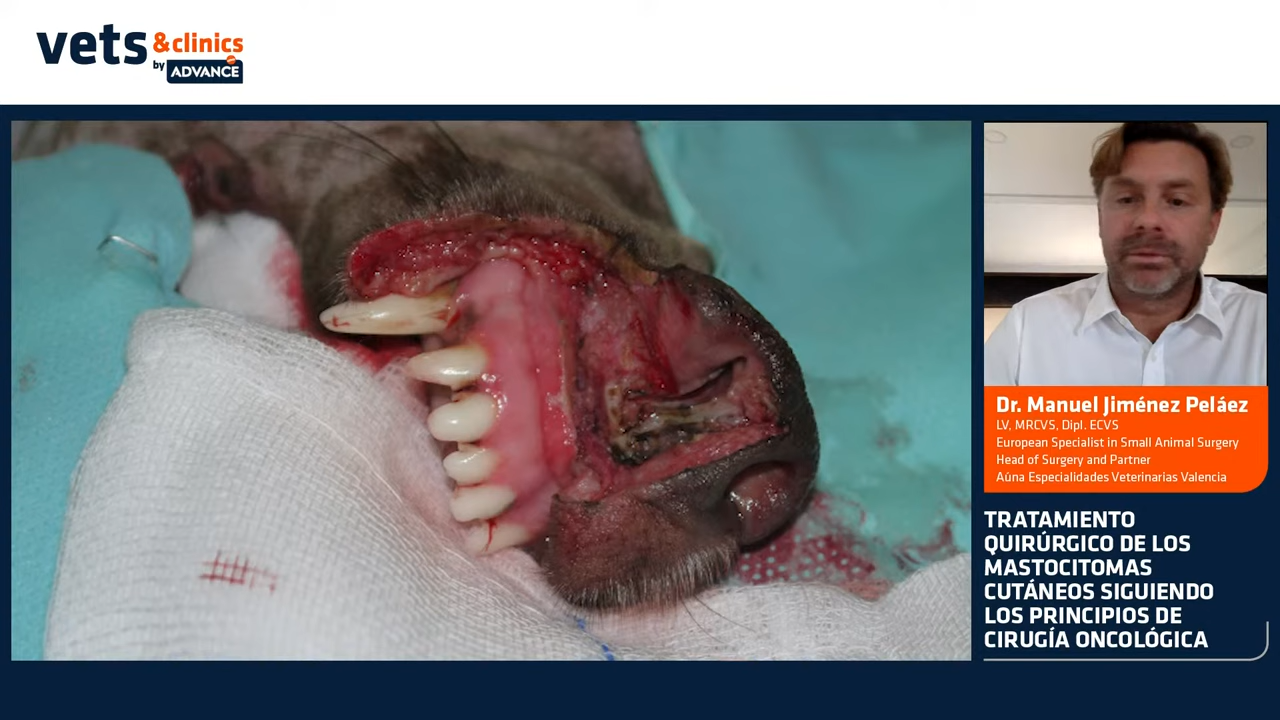 vets &clinics
by ADVANCE
Dr. Manuel Jiménez Peláez
LV, MRCVS, Dipl. ECVS
European Specialist in Small Animal Surgery
Head of Surgery and Partner
Aúna Especialidades Veterinarias Valencia
TRATAMIENTO
QUIRÚRGICO DE LOS
MASTOCITOMAS
CUTÁNEOS SIGUIENDO
LOS PRINCIPIOS DE
CIRUGÍA ONCOLÓGICA